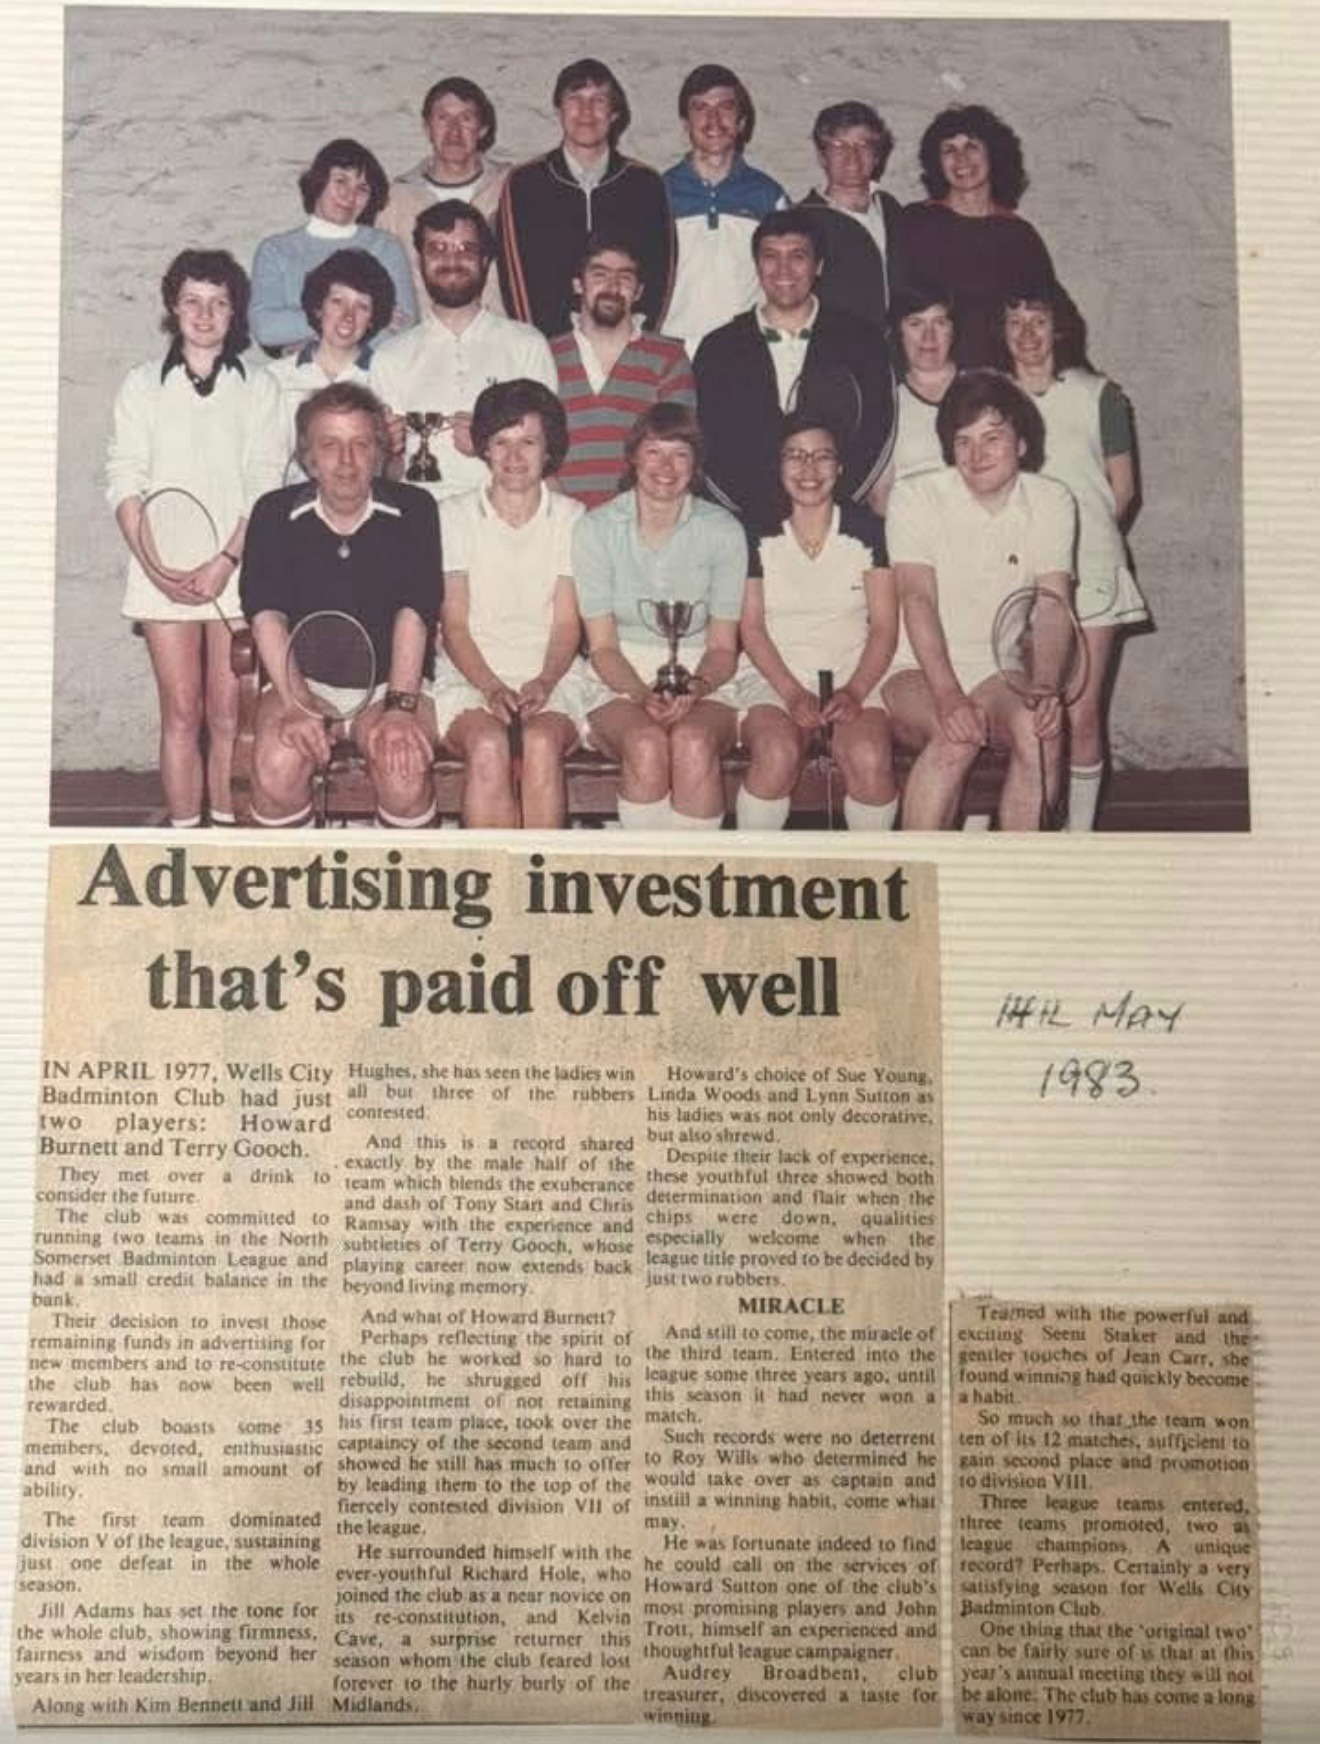 Advertising investment
that's paid off well
IN APRIL 1977, Wells City
Badminton Club had just
two players: Howard
Burnett and Terry Gooch.
They met over a drink to
consider the future.
The club was committed to
running two teams in the North
Somerset Badminton League and
had a small credit balance in the
bank.
Their decision to invest those
remaining funds in advertising for
new members and to re-constitute
the club has now been well
rewarded.
The club boasts some 35
members, devoted, enthusiastic
and with no small amount of
ability.
The first team dominated
division V of the league, sustaining
just one defeat in the whole
season.
Jill Adams has set the tone for
the whole club, showing firmness,
fairness and wisdom beyond her
years in her leadership.
Along with Kim Bennett and Jill
Hughes, she has seen the ladies win
all but three of the rubbers
contested.
And this is a record shared
exactly by the male half of the
team which blends the exuberance
and dash of Tony Start and Chris
Ramsay with the experience and
subtleties of Terry Gooch, whose
playing career now extends back
beyond living memory.
And what of Howard Burnett?
Perhaps reflecting the spirit of
the club he worked so hard to
rebuild, he shrugged off his
disappointment of not retaining
his first team place, took over the
captaincy of the second team and
showed he still has much to offer
by leading them to the top of the
fiercely contested division VII of
the league.
He surrounded himself with the
ever-youthful Richard Hole, who
joined the club as a near novice on
its re-constitution, and Kelvin
Cave, a surprise returner this
season whom the club feared lost
forever to the hurly burly of the
Midlands.
Howard's choice of Sue Young,
Linda Woods and Lynn Sutton as
his ladies was not only decorative,
but also shrewd.
Despite their lack of experience,
these youthful three showed both
determination and flair when the
chips were down, qualities
especially welcome when the
league title proved to be decided by
just two rubbers.
MIRACLE
And still to come, the miracle of
the third team. Entered into the
league some three years ago, until
this season it had never won a
match.
Such records were no deterrent
to Roy Wills who determined he
would take over as captain and
instill a winning habit, come what
may.
He was fortunate indeed to find
he could call on the services of
Howard Sutton one of the club's
most promising players and John
Trott, himself an experienced and
thoughtful league campaigner.
Audrey Broadbent, club
treasurer, discovered a taste for
winning.
Teamed with the powerful and
exciting Seeni Staker and the
gentler touches of Jean Carr, she
found winning had quickly become
a habit.
So much so that the team won
ten of its 12 matches, sufficient to
gain second place and promotion
to division VIII.
Three league teams entered,
three teams promoted, two as
league champions. A unique
record? Perhaps. Certainly a very
satisfying season for Wells City
Badminton Club.
One thing that the 'original two'
can be fairly sure of is that at this
year's annual meeting they will not
be alone. The club has come a long
way since 1977.
MAY
1983.